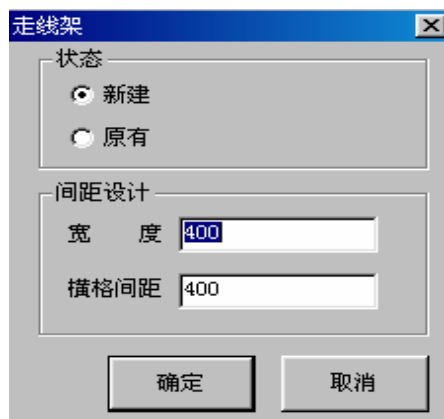 走线架
状态
新建
原有
间距设计
宽 度 400
横格间距 400
确定 取消